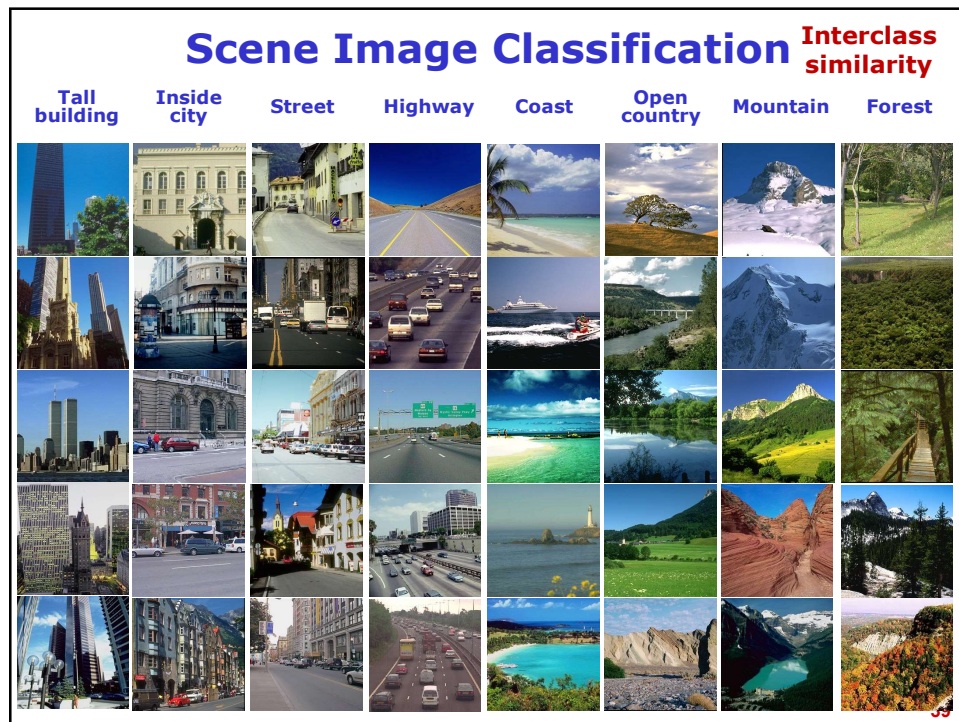 Scene Image Classification
Interclass
similarity
Tall
building
Inside
city
Street
Highway
Coast
Open
country
Mountain
Forest